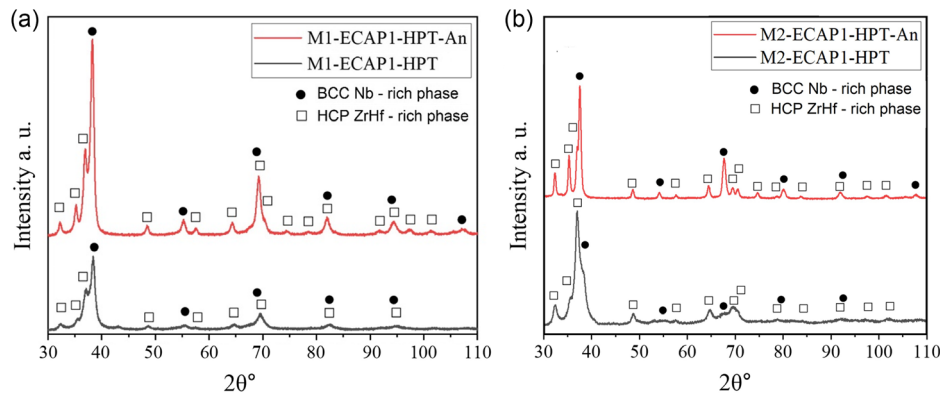 (a)
M1-ECAP1-HPT-An
M1-ECAP1-HPT
BCC Nb - rich phase
HCP ZrHf - rich phase
Intensity a. u.
30 40 50 60 70 80 90 100 110
2θ°
(b)
M2-ECAP1-HPT-An
M2-ECAP1-HPT
BCC Nb - rich phase
HCP ZrHf - rich phase
Intensity a. u.
30 40 50 60 70 80 90 100 110
2θ°